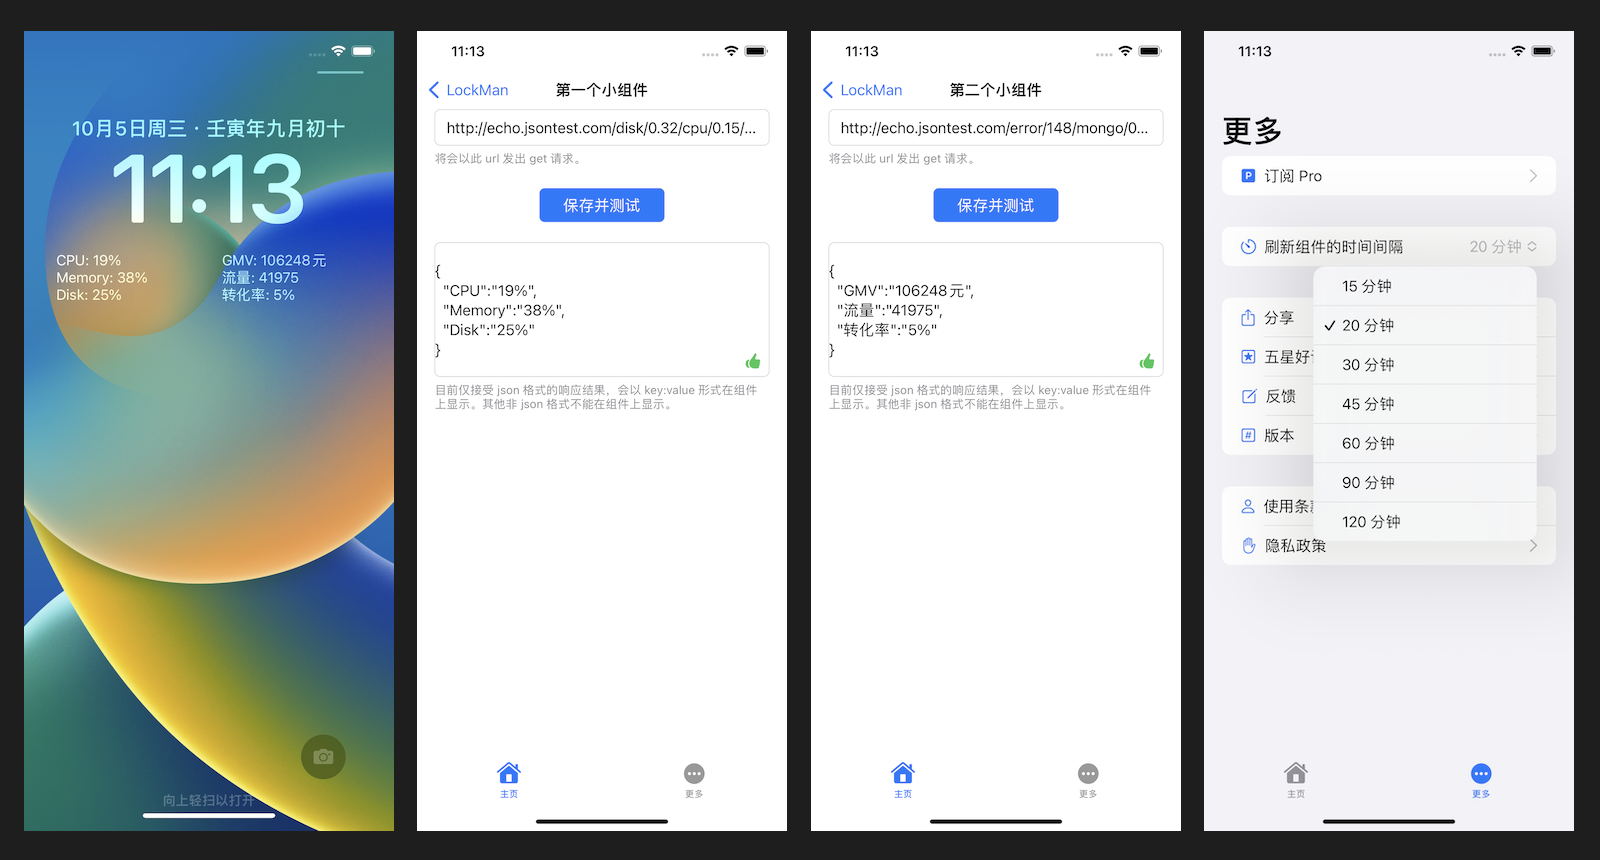 10月5日周三 · 壬寅年九月初十
11:13
CPU: 19%
Memory: 38%
Disk: 25%
GMV: 106248元
流量: 41975
转化率: 5%
向上轻扫以打开
11:13
LockMan
第一个小组件
http://echo.jsontest.com/disk/0.32/cpu/0.15/...
将会以此 url 发出 get 请求。
保存并测试
{
"CPU":"19%",
"Memory":"38%",
"Disk":"25%"
}
目前仅接受 json 格式的响应结果，会以 key:value 形式在组件
上显示。其他非 json 格式不能在组件上显示。
主页
更多
11:13
LockMan
第二个小组件
http://echo.jsontest.com/error/148/mongo/0...
将会以此 url 发出 get 请求。
保存并测试
{
"GMV":"106248元",
"流量":"41975",
"转化率":"5%"
}
目前仅接受 json 格式的响应结果，会以 key:value 形式在组件
上显示。其他非 json 格式不能在组件上显示。
主页
更多
11:13
更多
订阅 Pro
刷新组件的时间间隔
20 分钟
15 分钟
20 分钟
30 分钟
45 分钟
60 分钟
90 分钟
120 分钟
分享
五星好
反馈
版本
使用条
隐私政策
主页
更多